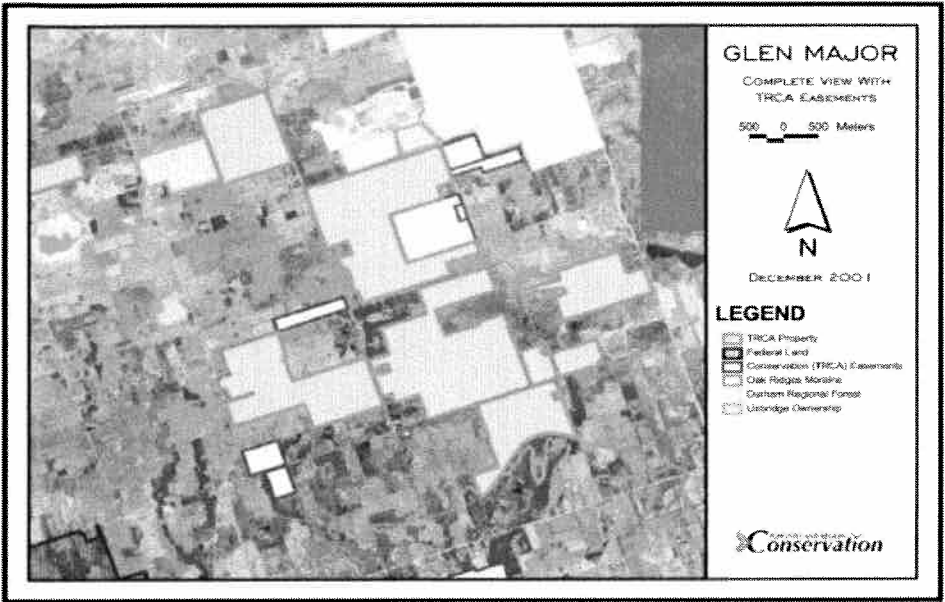 GLEN MAJOR
COMPLETE VIEW WITH
TRCA EASEMENTS
500 0 500 Meters
N
DECEMBER 2001
LEGEND
TRCA Property
Federal Land
Conservation (TRCA) Easements
Oak Ridges Moraine
Durham Regional Forest
Uxbridge Ownership
Conservation